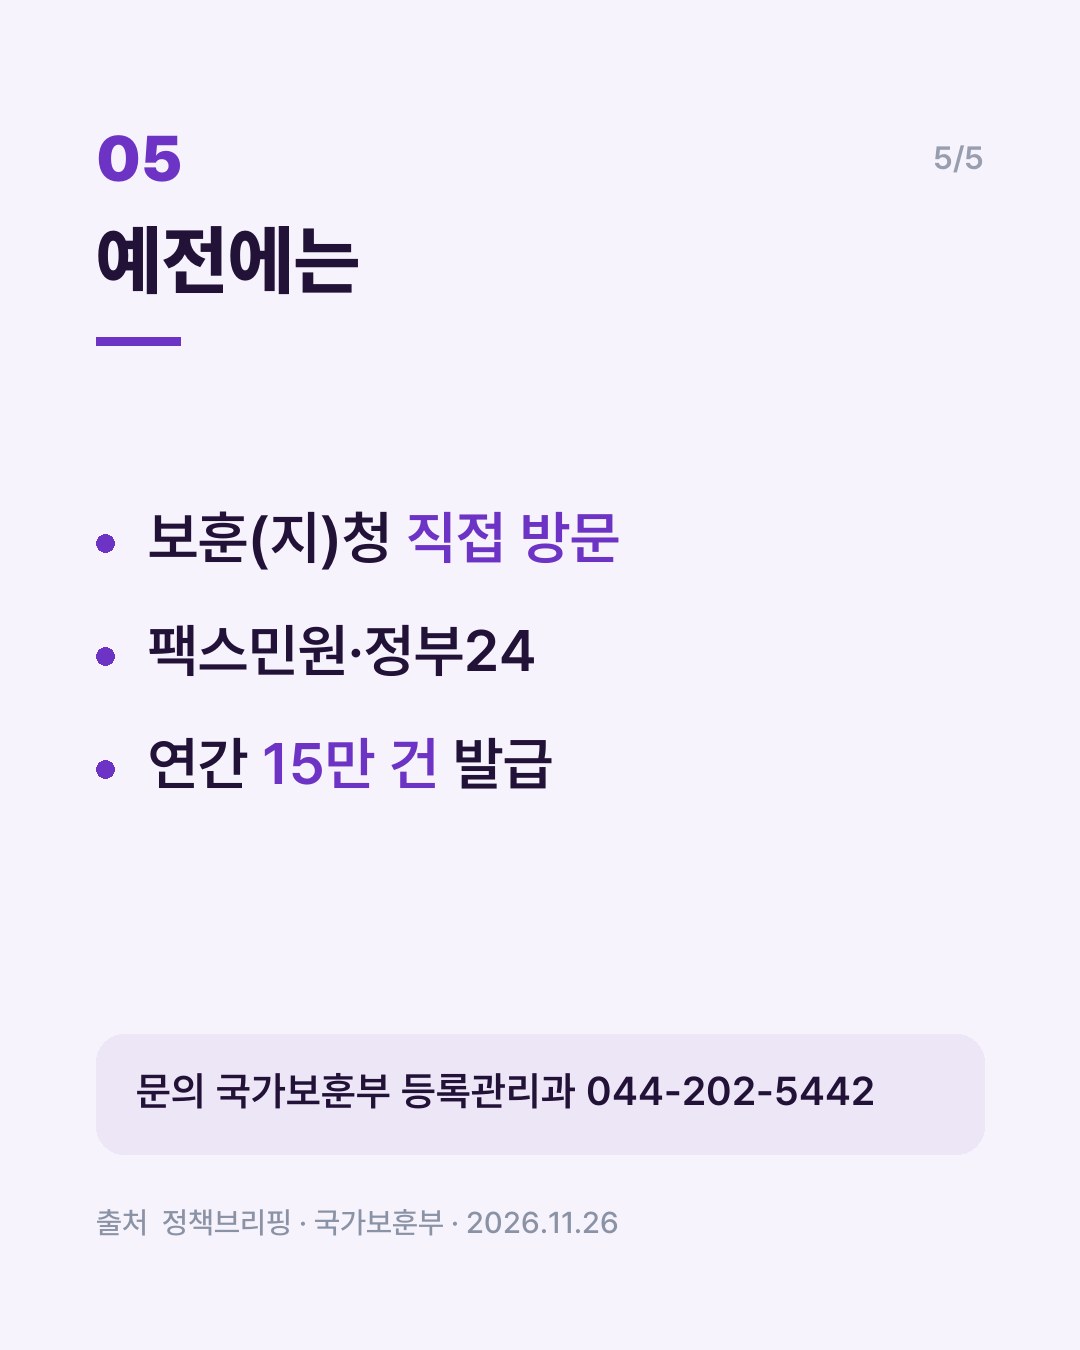 05
5/5
예전에는
• 보훈(지)청 직접 방문
• 팩스민원·정부24
• 연간 15만 건 발급
문의 국가보훈부 등록관리과 044-202-5442
출처 정책브리핑 · 국가보훈부 · 2026.11.26